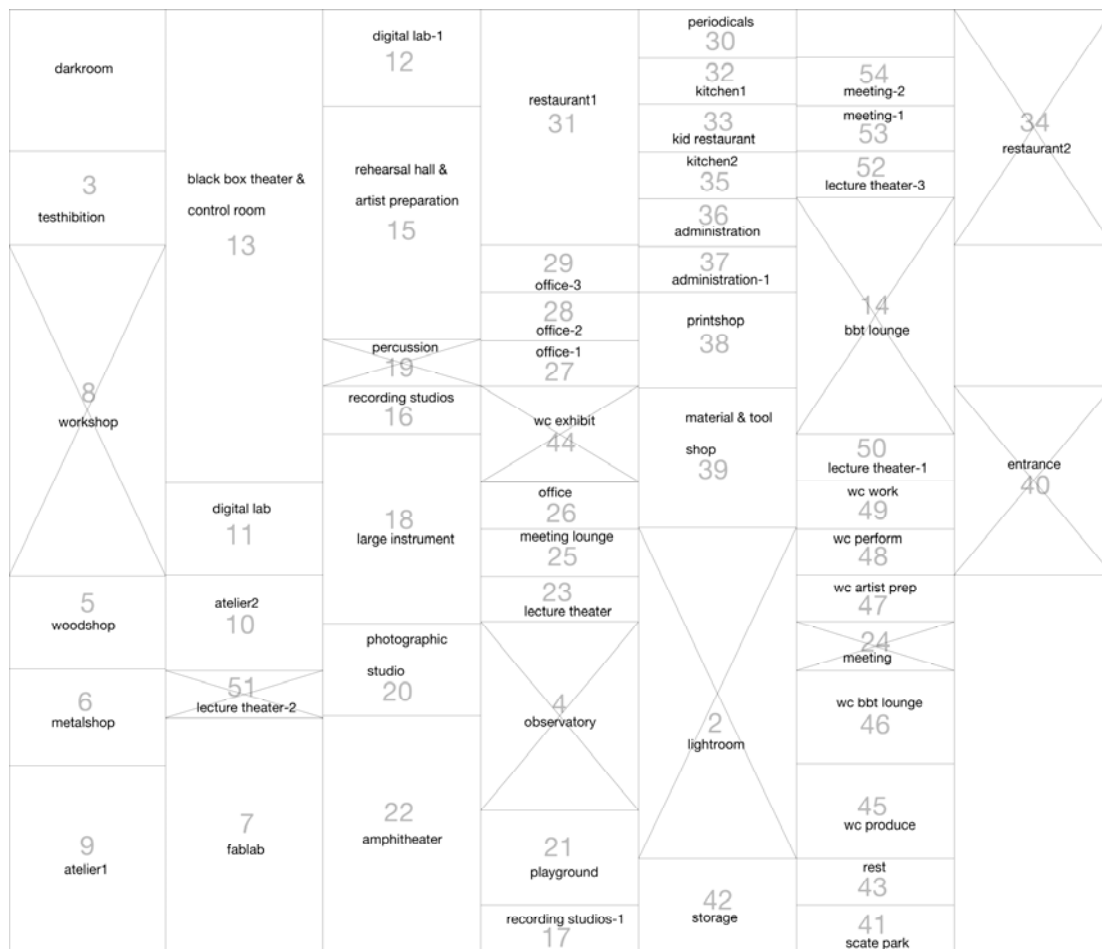 darkroom
3
testhibition
8
workshop
5
woodshop
6
metalshop
9
atelier1
black box theater &
control room
13
digital lab
11
atelier2
10
51
lecture theater-2
7
fablab
digital lab-1
12
rehearsal hall &
artist preparation
15
percussion
19
recording studios
16
18
large instrument
photographic
studio
20
22
amphitheater
restaurant1
31
29
office-3
28
office-2
office-1
27
wc exhibit
44
office
26
meeting lounge
25
23
lecture theater
4
observatory
21
playground
recording studios-1
17
periodicals
30
32
kitchen1
33
kid restaurant
kitchen2
35
36
administration
37
administration-1
printshop
38
material & tool
shop
39
2
lightroom
42
storage
54
meeting-2
meeting-1
53
52
lecture theater-3
14
bbt lounge
50
lecture theater-1
wc work
49
wc perform
48
wc artist prep
47
24
meeting
wc bbt lounge
46
45
wc produce
rest
43
41
scate park
34
restaurant2
entrance
40